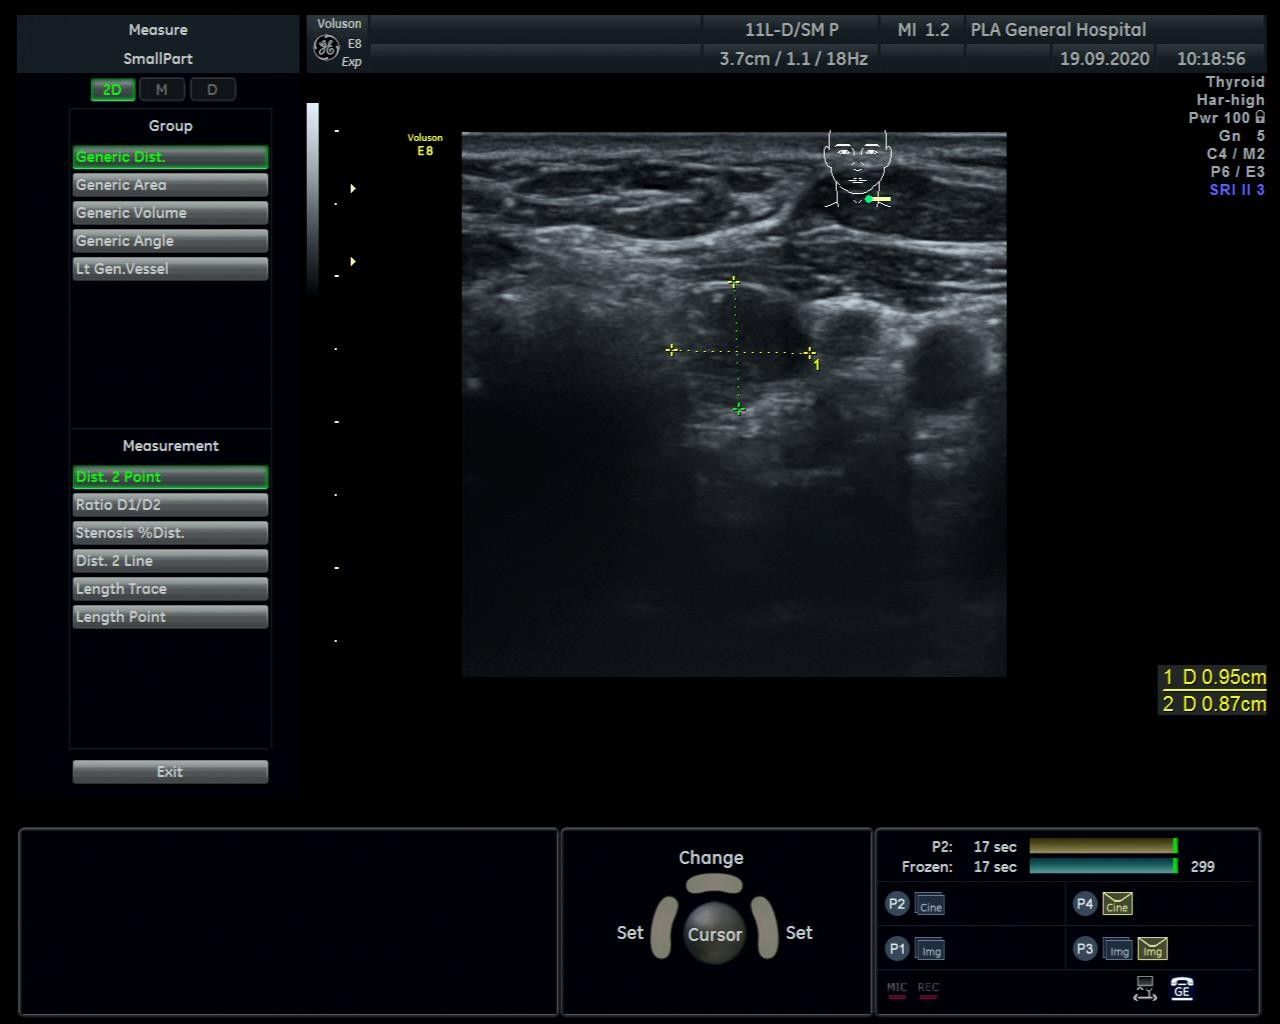 Measure
SmallPart
2D M D
Group
Generic Dist.
Generic Area
Generic Volume
Generic Angle
Lt Gen.Vessel
Measurement
Dist. 2 Point
Ratio D1/D2
Stenosis %Dist.
Dist. 2 Line
Length Trace
Length Point
Exit
Voluson
E8
Exp
11L-D/SM P MI 1.2 PLA General Hospital
3.7cm / 1.1 / 18Hz 19.09.2020 10:18:56
Thyroid
Har-high
Pwr 100
Gn 5
C4 / M2
P6 / E3
SRI II 3
Voluson
E8
1
1 D 0.95cm
2 D 0.87cm
Change
Set Cursor Set
P2: 17 sec
Frozen: 17 sec 299
P2 Cine P4 Cine
P1 Img P3 Img Img
MIC REC GE